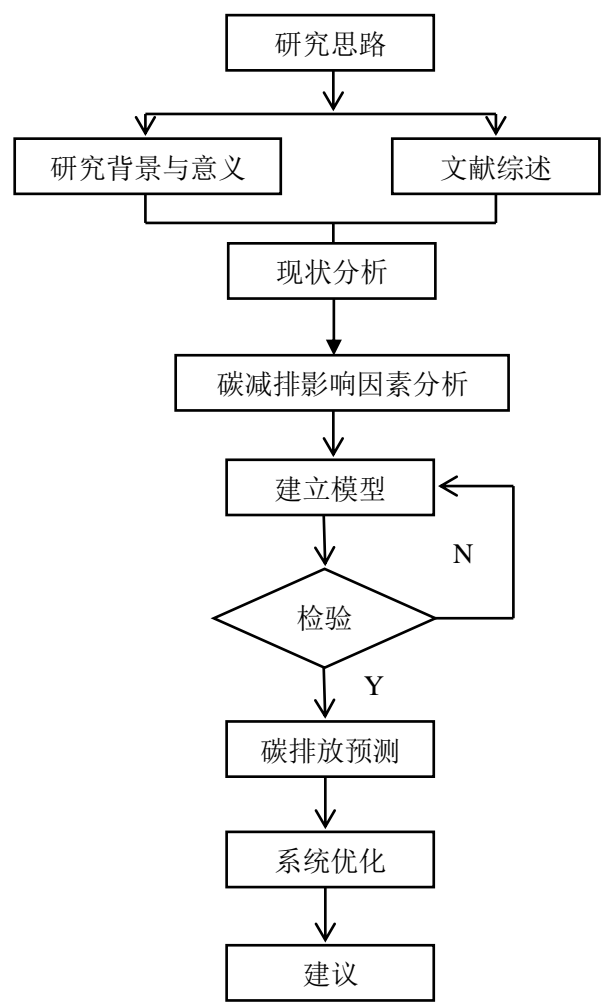 研究思路
研究背景与意义
文献综述
现状分析
碳减排影响因素分析
建立模型
N
检验
Y
碳排放预测
系统优化
建议